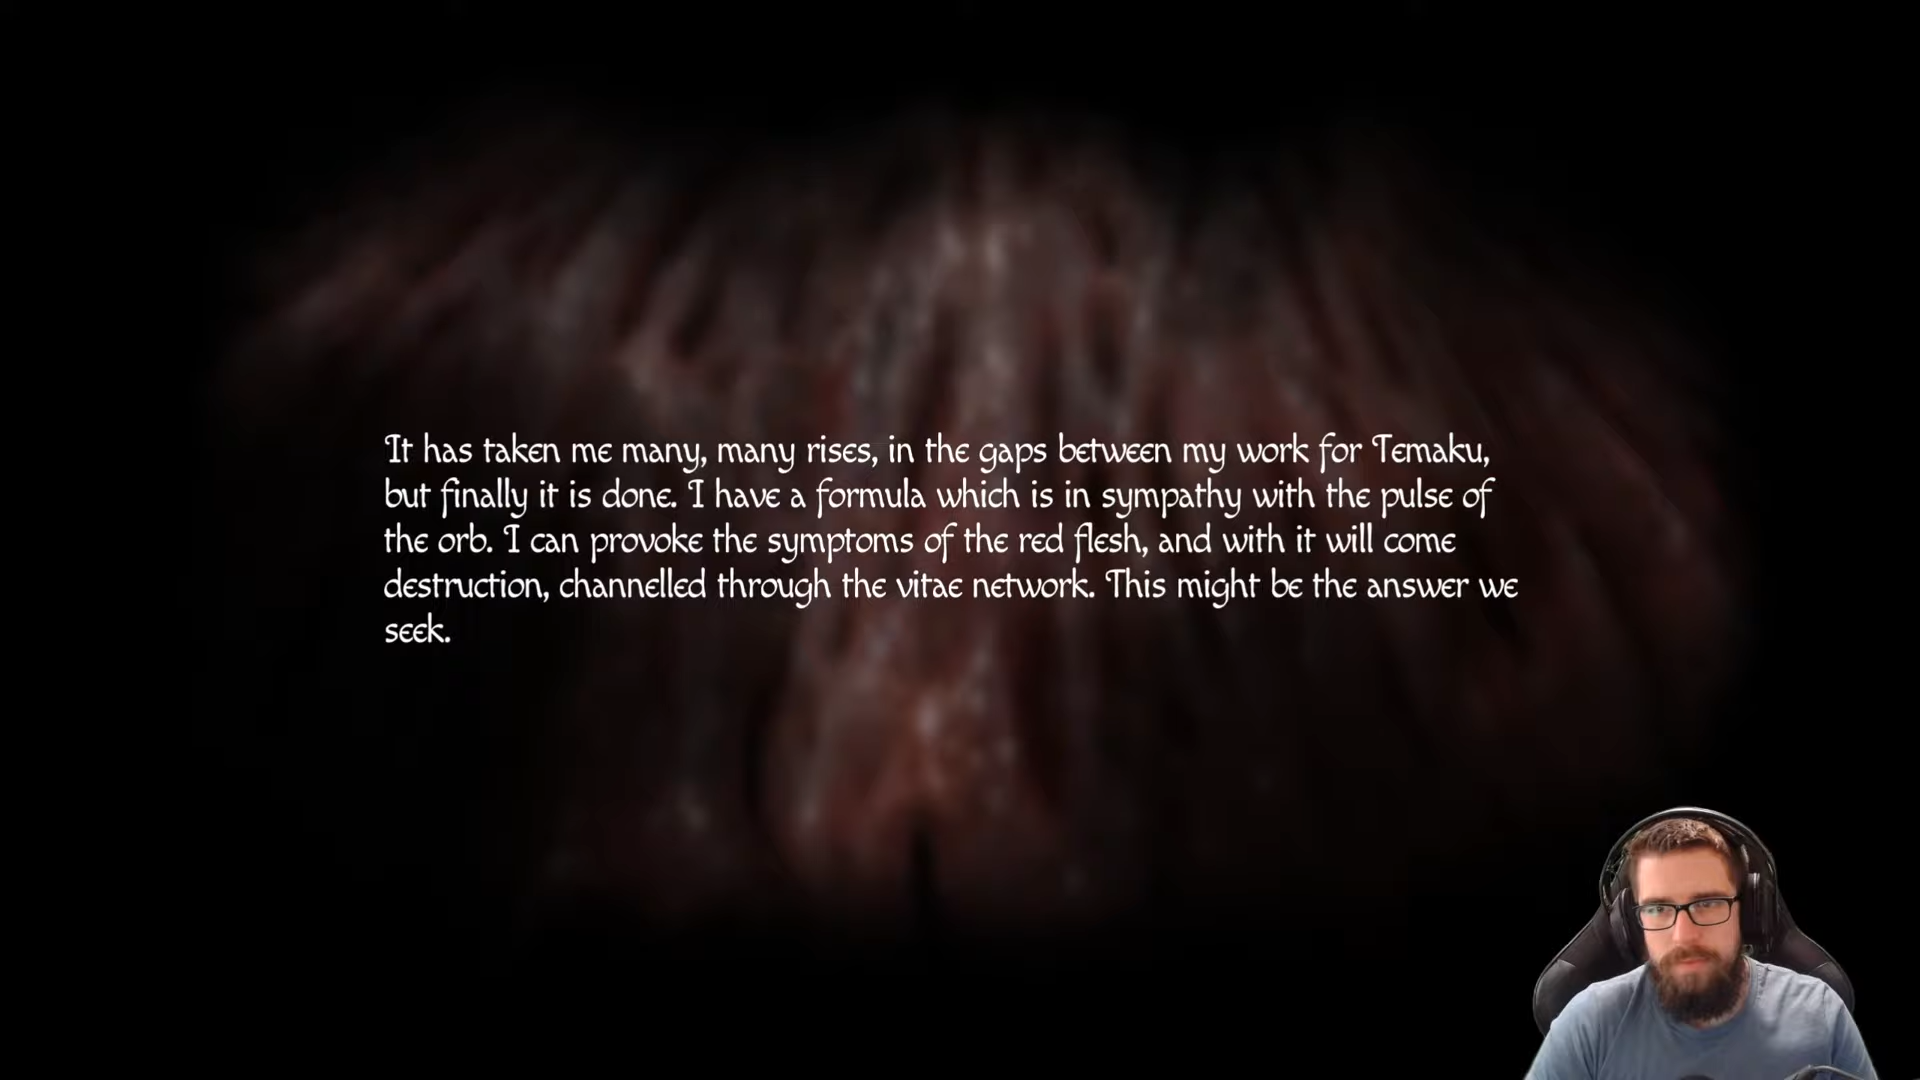 It has taken me many, many rises, in the gaps between my work for Temaku,
but finally it is done. I have a formula which is in sympathy with the pulse of
the orb. I can provoke the symptoms of the red flesh, and with it will come
destruction, channelled through the vitae network. This might be the answer we
seek.